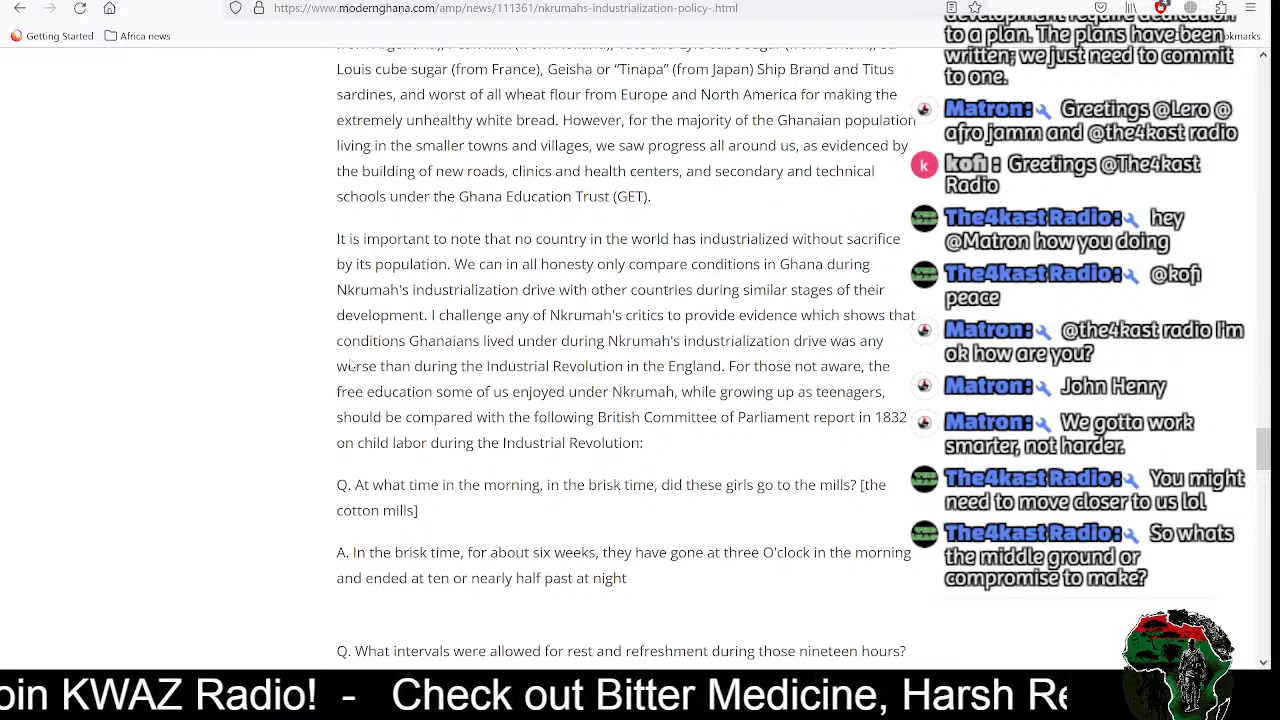 https://www.modernghana.com/amp/news/111361/nkrumahs-industrialization-policy-.html
Getting Started
Africa news
Louis cube sugar (from France), Geisha or “Tinapa” (from Japan) Ship Brand and Titus
sardines, and worst of all wheat flour from Europe and North America for making the
extremely unhealthy white bread. However, for the majority of the Ghanaian population
living in the smaller towns and villages, we saw progress all around us, as evidenced by
the building of new roads, clinics and health centers, and secondary and technical
schools under the Ghana Education Trust (GET).
It is important to note that no country in the world has industrialized without sacrifice
by its population. We can in all honesty only compare conditions in Ghana during
Nkrumah's industrialization drive with other countries during similar stages of their
development. I challenge any of Nkrumah's critics to provide evidence which shows that
conditions Ghanaians lived under during Nkrumah's industrialization drive was any
worse than during the Industrial Revolution in the England. For those not aware, the
free education some of us enjoyed under Nkrumah, while growing up as teenagers,
should be compared with the following British Committee of Parliament report in 1832
on child labor during the Industrial Revolution:
Q. At what time in the morning, in the brisk time, did these girls go to the mills? [the
cotton mills]
A. In the brisk time, for about six weeks, they have gone at three O'clock in the morning
and ended at ten or nearly half past at night
Q. What intervals were allowed for rest and refreshment during those nineteen hours?
development require dedication
to a plan. The plans have been
written; we just need to commit
to one.
Matron: Greetings @Lero @
afro jamm and @the4kast radio
k
kofi : Greetings @The4kast
Radio
The4kast Radio: hey
@Matron how you doing
The4kast Radio: @kofi
peace
Matron: @the4kast radio I'm
ok how are you?
Matron: John Henry
Matron: We gotta work
smarter, not harder.
The4kast Radio: You might
need to move closer to us lol
The4kast Radio: So whats
the middle ground or
compromise to make?
oin KWAZ Radio! - Check out Bitter Medicine, Harsh Re